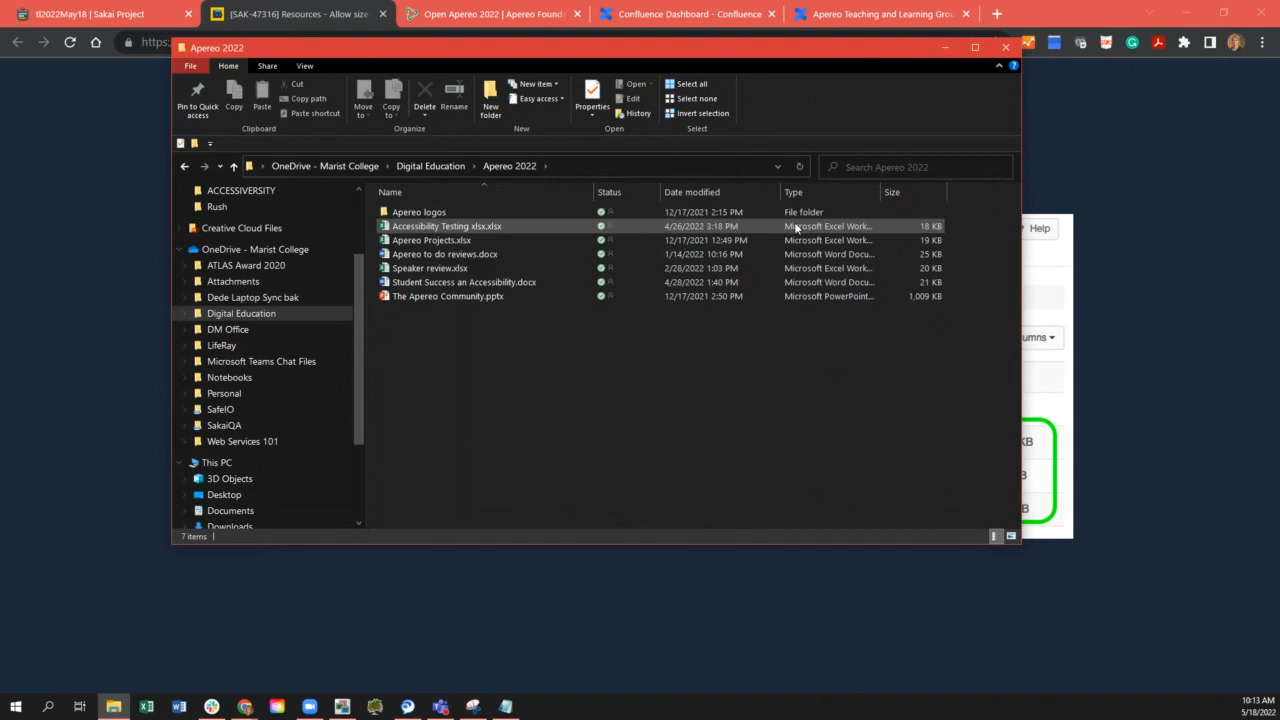 tl2022May18 | Sakai Project
[SAK-47316] Resources - Allow size
Open Apereo 2022 | Apereo Found
Confluence Dashboard - Confluence
Apereo Teaching and Learning Grou
https:
Apereo 2022
File Home Share View
Pin to Quick access
Copy
Paste
Cut
Copy path
Paste shortcut
Move to
Copy to
Delete
Rename
New folder
New item
Easy access
Properties
Open
Edit
History
Select all
Select none
Invert selection
Clipboard Organize New Open Select
OneDrive - Marist College > Digital Education > Apereo 2022 >
Search Apereo 2022
ACCESSIVERSITY
Rush
Creative Cloud Files
OneDrive - Marist College
ATLAS Award 2020
Attachments
Dede Laptop Sync bak
Digital Education
DM Office
LifeRay
Microsoft Teams Chat Files
Notebooks
Personal
SafeIO
SakaiQA
Web Services 101
This PC
3D Objects
Desktop
Documents
Downloads
Name Status Date modified Type Size
Apereo logos 12/17/2021 2:15 PM File folder
Accessibility Testing xlsx.xlsx 4/26/2022 3:18 PM Microsoft Excel Work... 18 KB
Apereo Projects.xlsx 12/17/2021 12:49 PM Microsoft Excel Work... 19 KB
Apereo to do reviews.docx 1/14/2022 10:16 PM Microsoft Word Docu... 25 KB
Speaker review.xlsx 2/28/2022 1:03 PM Microsoft Excel Work... 20 KB
Student Success an Accessibility.docx 4/28/2022 1:40 PM Microsoft Word Docu... 21 KB
The Apereo Community.pptx 12/17/2021 2:50 PM Microsoft PowerPoint... 1,009 KB
7 items
Help
umns
KB
B
B
10:13 AM
5/18/2022